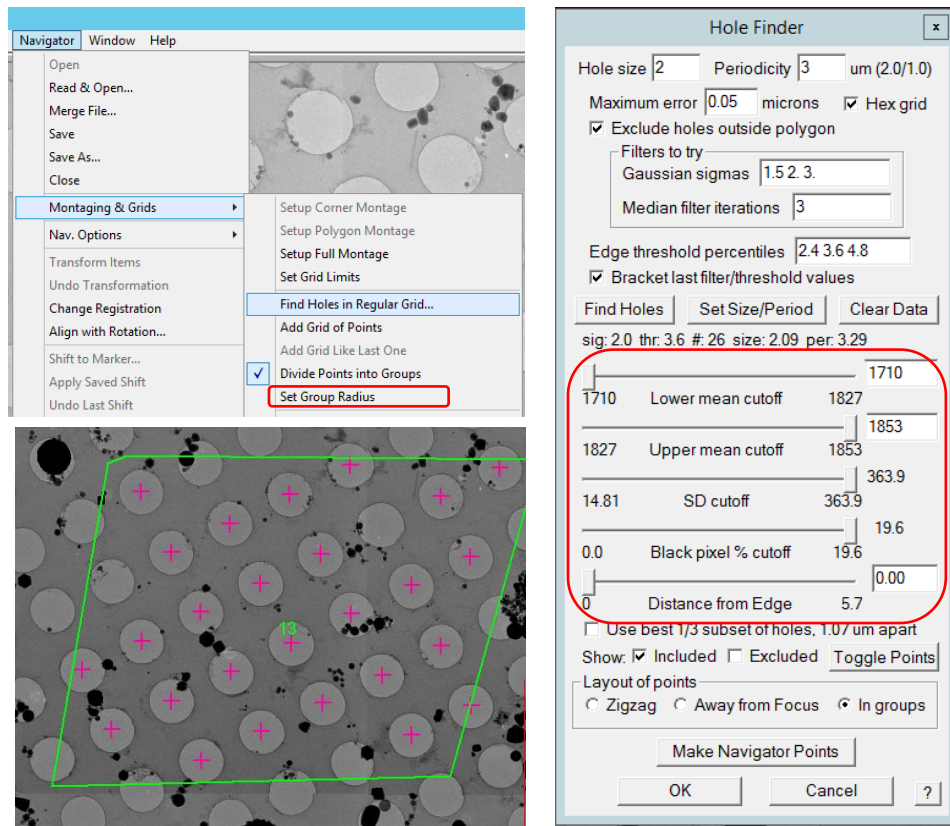 Navigator Window Help
Open
Read & Open...
Merge File...
Save
Save As...
Close
Montaging & Grids
Nav. Options
Transform Items
Undo Transformation
Change Registration
Align with Rotation...
Shift to Marker...
Apply Saved Shift
Undo Last Shift
Setup Corner Montage
Setup Polygon Montage
Setup Full Montage
Set Grid Limits
Find Holes in Regular Grid...
Add Grid of Points
Add Grid Like Last One
Divide Points into Groups
Set Group Radius
13
Hole Finder
Hole size 2 Periodicity 3 um (2.0/1.0)
Maximum error 0.05 microns Hex grid
Exclude holes outside polygon
Filters to try
Gaussian sigmas 1.5 2. 3.
Median filter iterations 3
Edge threshold percentiles 2.4 3.6 4.8
Bracket last filter/threshold values
Find Holes Set Size/Period Clear Data
sig: 2.0 thr: 3.6 #: 26 size: 2.09 per: 3.29
1710
1710 Lower mean cutoff 1827
1853
1827 Upper mean cutoff 1853
363.9
14.81 SD cutoff 363.9
19.6
0.0 Black pixel % cutoff 19.6
0.00
0 Distance from Edge 5.7
Use best 1/3 subset of holes, 1.07 um apart
Show: Included Excluded Toggle Points
Layout of points
Zigzag Away from Focus In groups
Make Navigator Points
OK Cancel ?